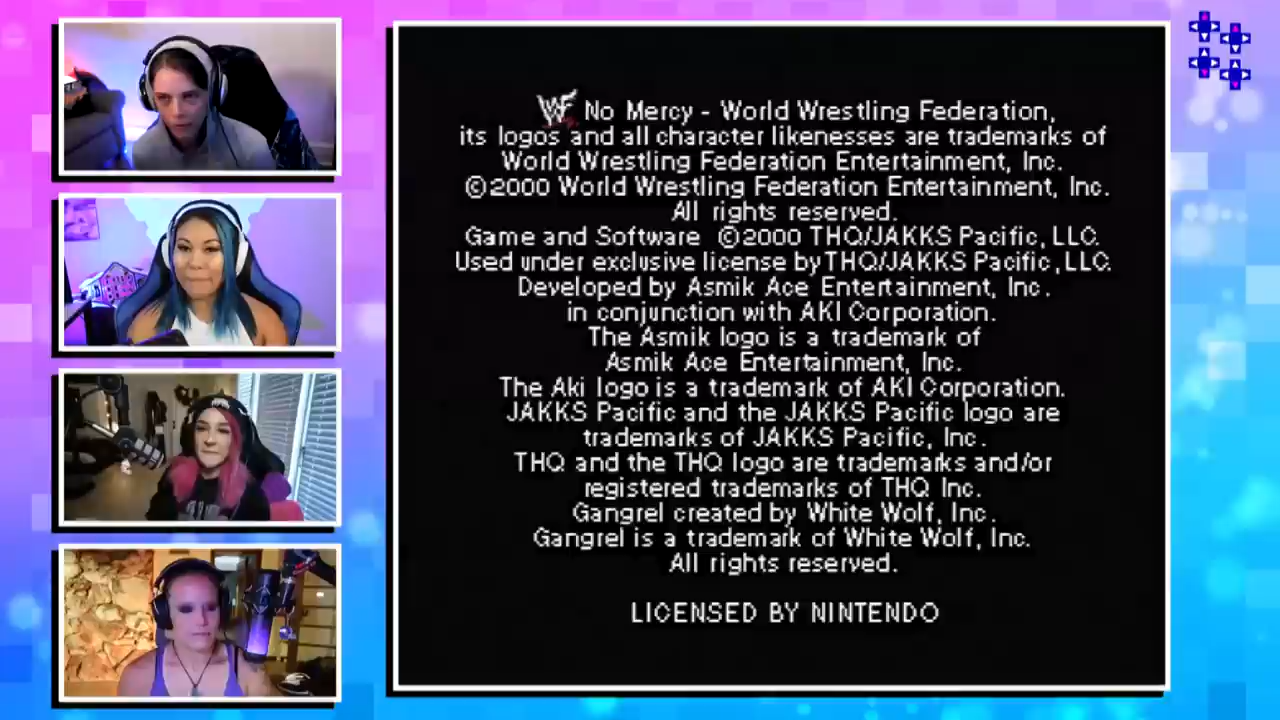 WF No Mercy - World Wrestling Federation,
its logos and all character likenesses are trademarks of
World Wrestling Federation Entertainment, Inc.
©2000 World Wrestling Federation Entertainment, Inc.
All rights reserved.
Game and Software ©2000 THQ/JAKKS Pacific, LLC.
Used under exclusive license by THQ/JAKKS Pacific, LLC.
Developed by Asmik Ace Entertainment, Inc.
in conjunction with AKI Corporation.
The Asmik logo is a trademark of
Asmik Ace Entertainment, Inc.
The Aki logo is a trademark of AKI Corporation.
JAKKS Pacific and the JAKKS Pacific logo are
trademarks of JAKKS Pacific, Inc.
THQ and the THQ logo are trademarks and/or
registered trademarks of THQ Inc.
Gangrel created by White Wolf, Inc.
Gangrel is a trademark of White Wolf, Inc.
All rights reserved.
LICENSED BY NINTENDO